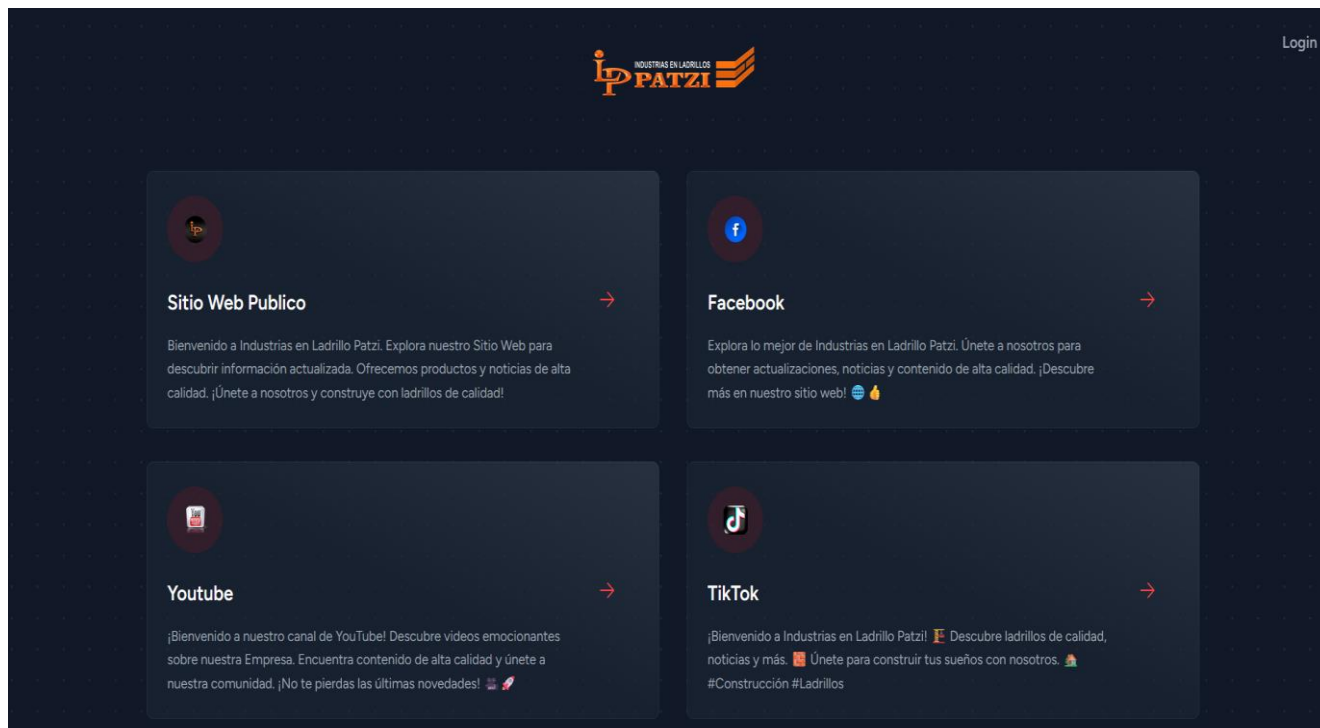 Login
INDUSTRIAS EN LADRILLOS
LP PATZI
Sitio Web Publico
Bienvenido a Industrias en Ladrillo Patzi. Explora nuestro Sitio Web para
descubrir información actualizada. Ofrecemos productos y noticias de alta
calidad. ¡Únete a nosotros y construye con ladrillos de calidad!
Facebook
Explora lo mejor de Industrias en Ladrillo Patzi. Únete a nosotros para
obtener actualizaciones, noticias y contenido de alta calidad. ¡Descubre
más en nuestro sitio web! 🌐 👍
Youtube
¡Bienvenido a nuestro canal de YouTube! Descubre videos emocionantes
sobre nuestra Empresa. Encuentra contenido de alta calidad y únete a
nuestra comunidad. ¡No te pierdas las últimas novedades! 🎥 🚀
TikTok
¡Bienvenido a Industrias en Ladrillo Patzi! 🏗️ Descubre ladrillos de calidad,
noticias y más. 🧱 Únete para construir tus sueños con nosotros. 🏠
#Construcción #Ladrillos